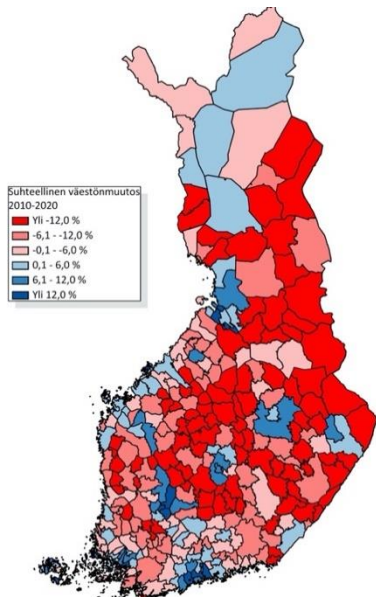 Suhteellinen väestönmuutos
2010-2020
Yli -12,0 %
-6,1 - -12,0 %
-0,1 - -6,0 %
0,1 - 6,0 %
6,1 - 12,0 %
Yli 12,0 %